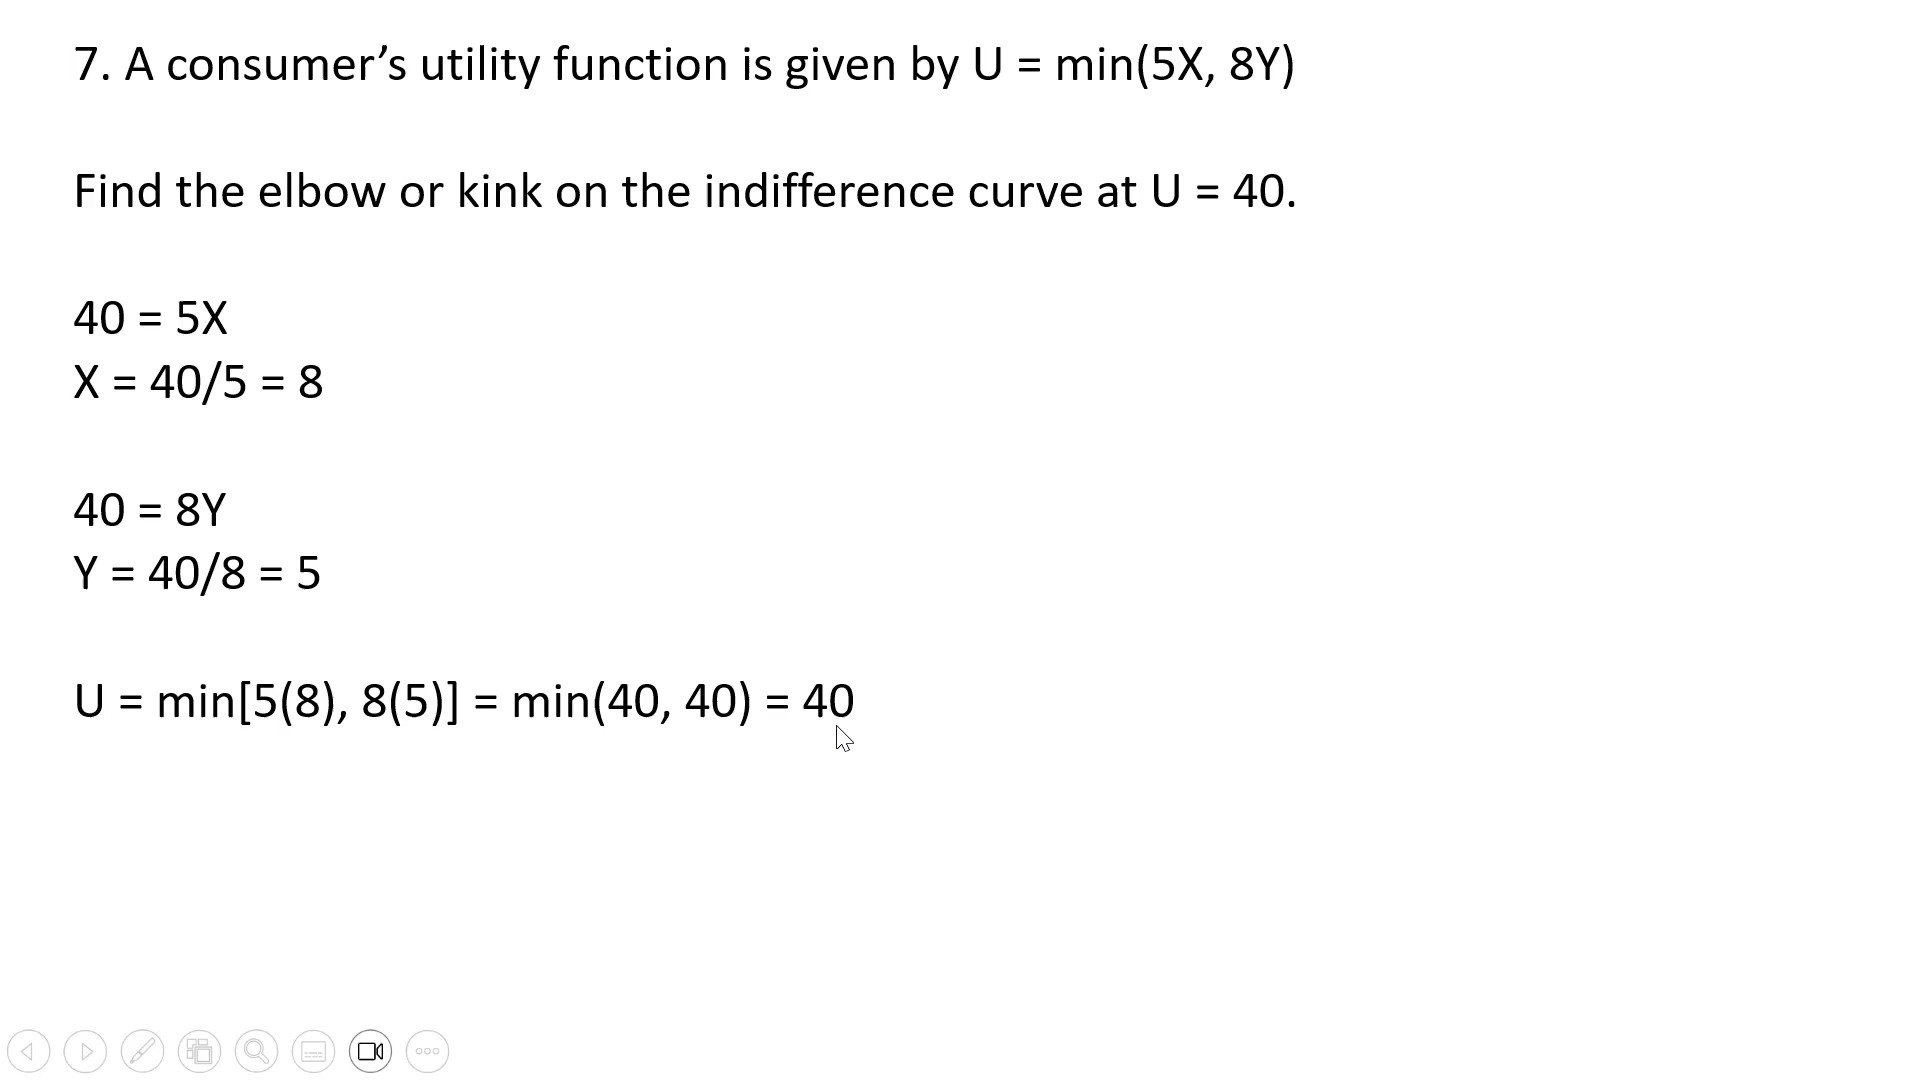 7. A consumer’s utility function is given by U = min(5X, 8Y)
Find the elbow or kink on the indifference curve at U = 40.
40 = 5X
X = 40/5 = 8
40 = 8Y
Y = 40/8 = 5
U = min[5(8), 8(5)] = min(40, 40) = 40